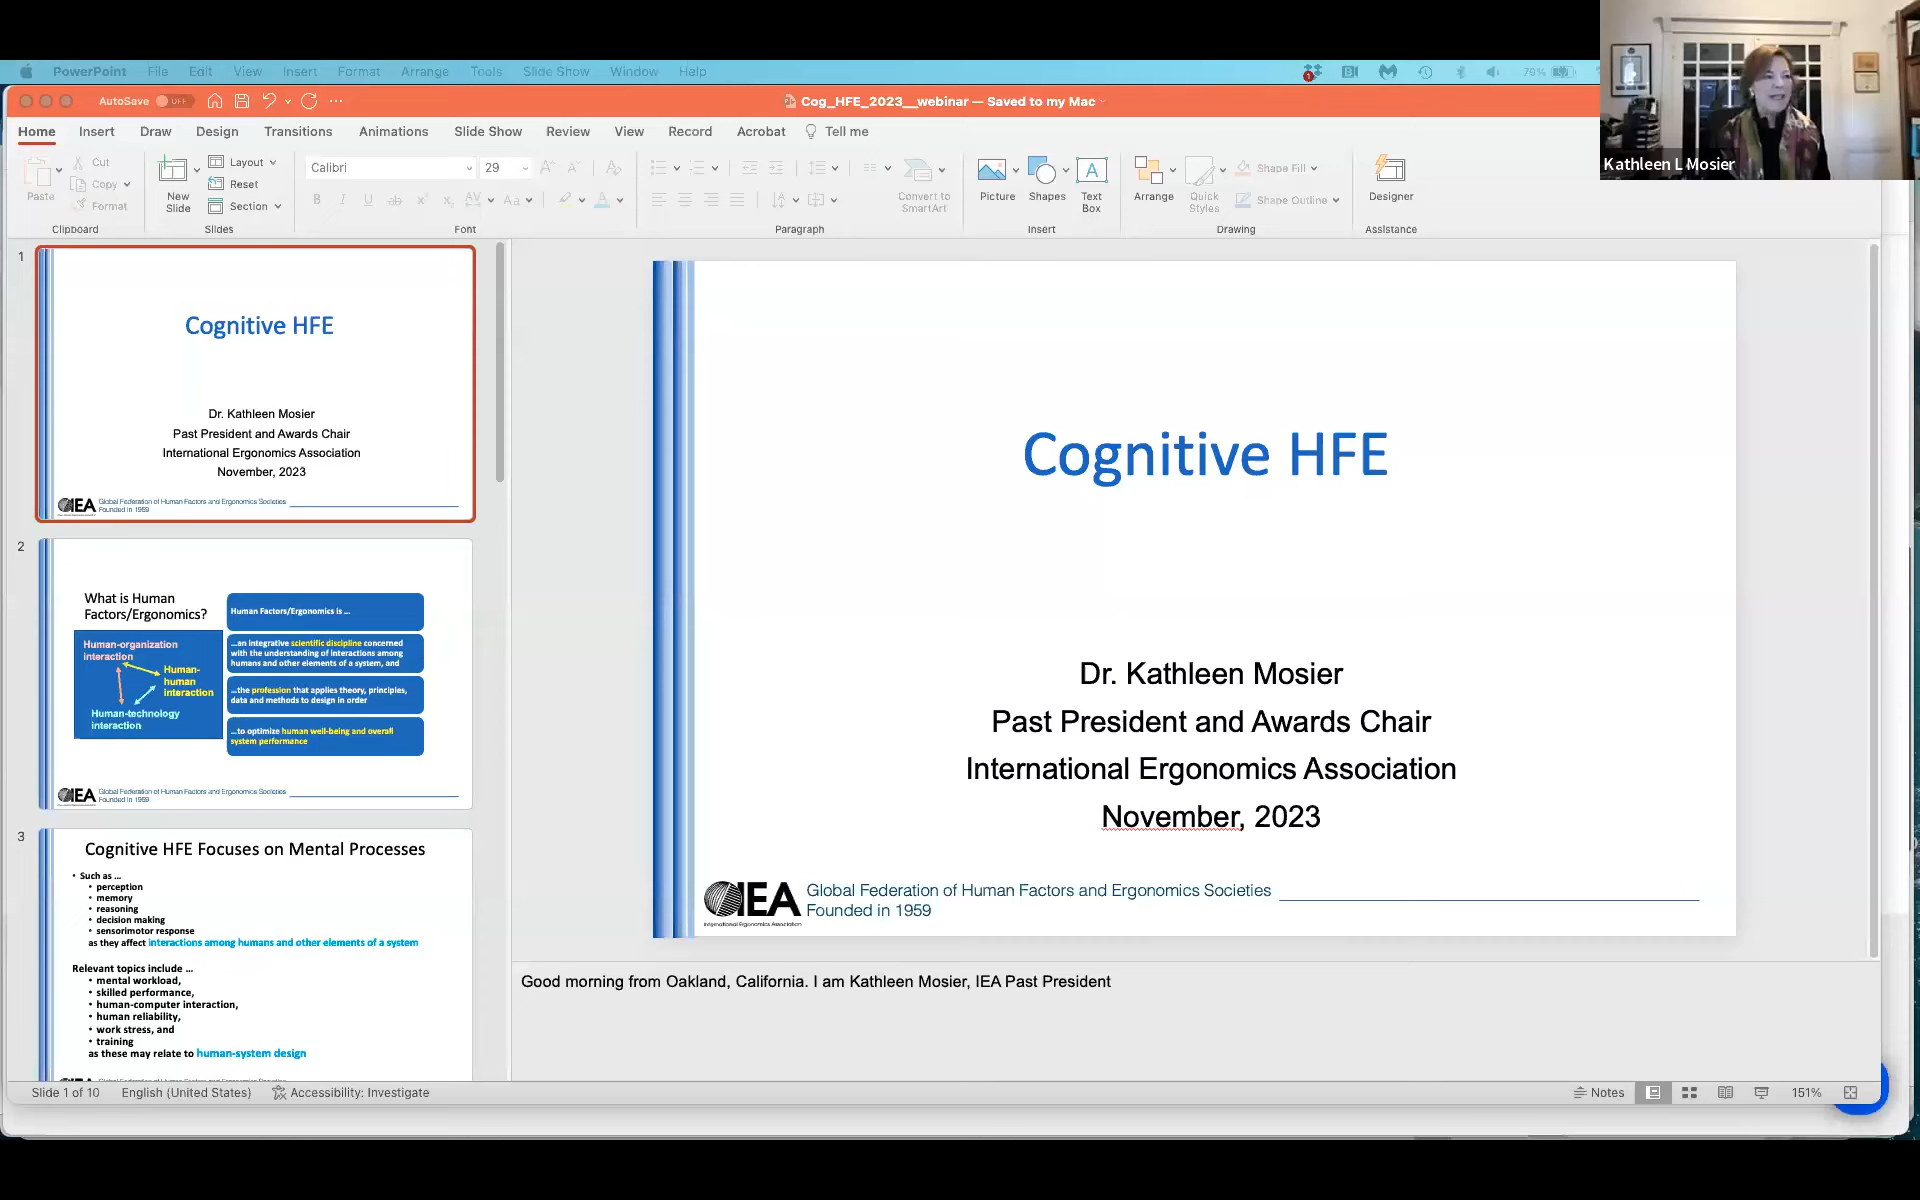 PowerPoint File Edit View Insert Format Arrange Tools Slide Show Window Help
79%
AutoSave OFF
Cog_HFE_2023__webinar — Saved to my Mac
Home Insert Draw Design Transitions Animations Slide Show Review View Record Acrobat Tell me
Kathleen L Mosier
Paste
Cut
Copy
Format
Clipboard
New Slide
Layout
Reset
Section
Slides
Calibri 29
Font
Paragraph
Convert to SmartArt
Picture
Shapes
Text Box
Insert
Arrange
Quick Styles
Shape Fill
Shape Outline
Drawing
Designer
Assistance
1
Cognitive HFE
Dr. Kathleen Mosier
Past President and Awards Chair
International Ergonomics Association
November, 2023
IEA
Global Federation of Human Factors and Ergonomics Societies
Founded in 1959
2
What is Human
Factors/Ergonomics?
Human-organization
interaction
Human-
human
interaction
Human-technology
interaction
Human Factors/Ergonomics is ...
...an integrative scientific discipline concerned
with the understanding of interactions among
humans and other elements of a system, and
...the profession that applies theory, principles,
data and methods to design in order
...to optimize human well-being and overall
system performance
IEA
Global Federation of Human Factors and Ergonomics Societies
Founded in 1959
3
Cognitive HFE Focuses on Mental Processes
• Such as ...
• perception
• memory
• reasoning
• decision making
• sensorimotor response
as they affect interactions among humans and other elements of a system
Relevant topics include ...
• mental workload,
• skilled performance,
• human-computer interaction,
• human reliability,
• work stress, and
• training
as these may relate to human-system design
Cognitive HFE
Dr. Kathleen Mosier
Past President and Awards Chair
International Ergonomics Association
November, 2023
IEA
International Ergonomics Association
Global Federation of Human Factors and Ergonomics Societies
Founded in 1959
Good morning from Oakland, California. I am Kathleen Mosier, IEA Past President
Slide 1 of 10 English (United States) Accessibility: Investigate
Notes 151%